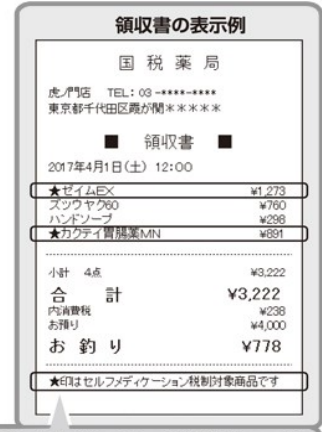 領収書の表示例
国税薬局
虎ノ門店 TEL:03-****-****
東京都千代田区霞が関*****
■ 領収書 ■
2017年4月1日(土) 12:00
★ゼイムEX ¥1,273
ズツウヤク60 ¥760
ハンドソープ ¥298
★カクテイ胃腸薬MN ¥891
小計 4点 ¥3,222
合計 ¥3,222
内消費税 ¥238
お預り ¥4,000
お釣り ¥778
★印はセルフメディケーション税制対象商品です